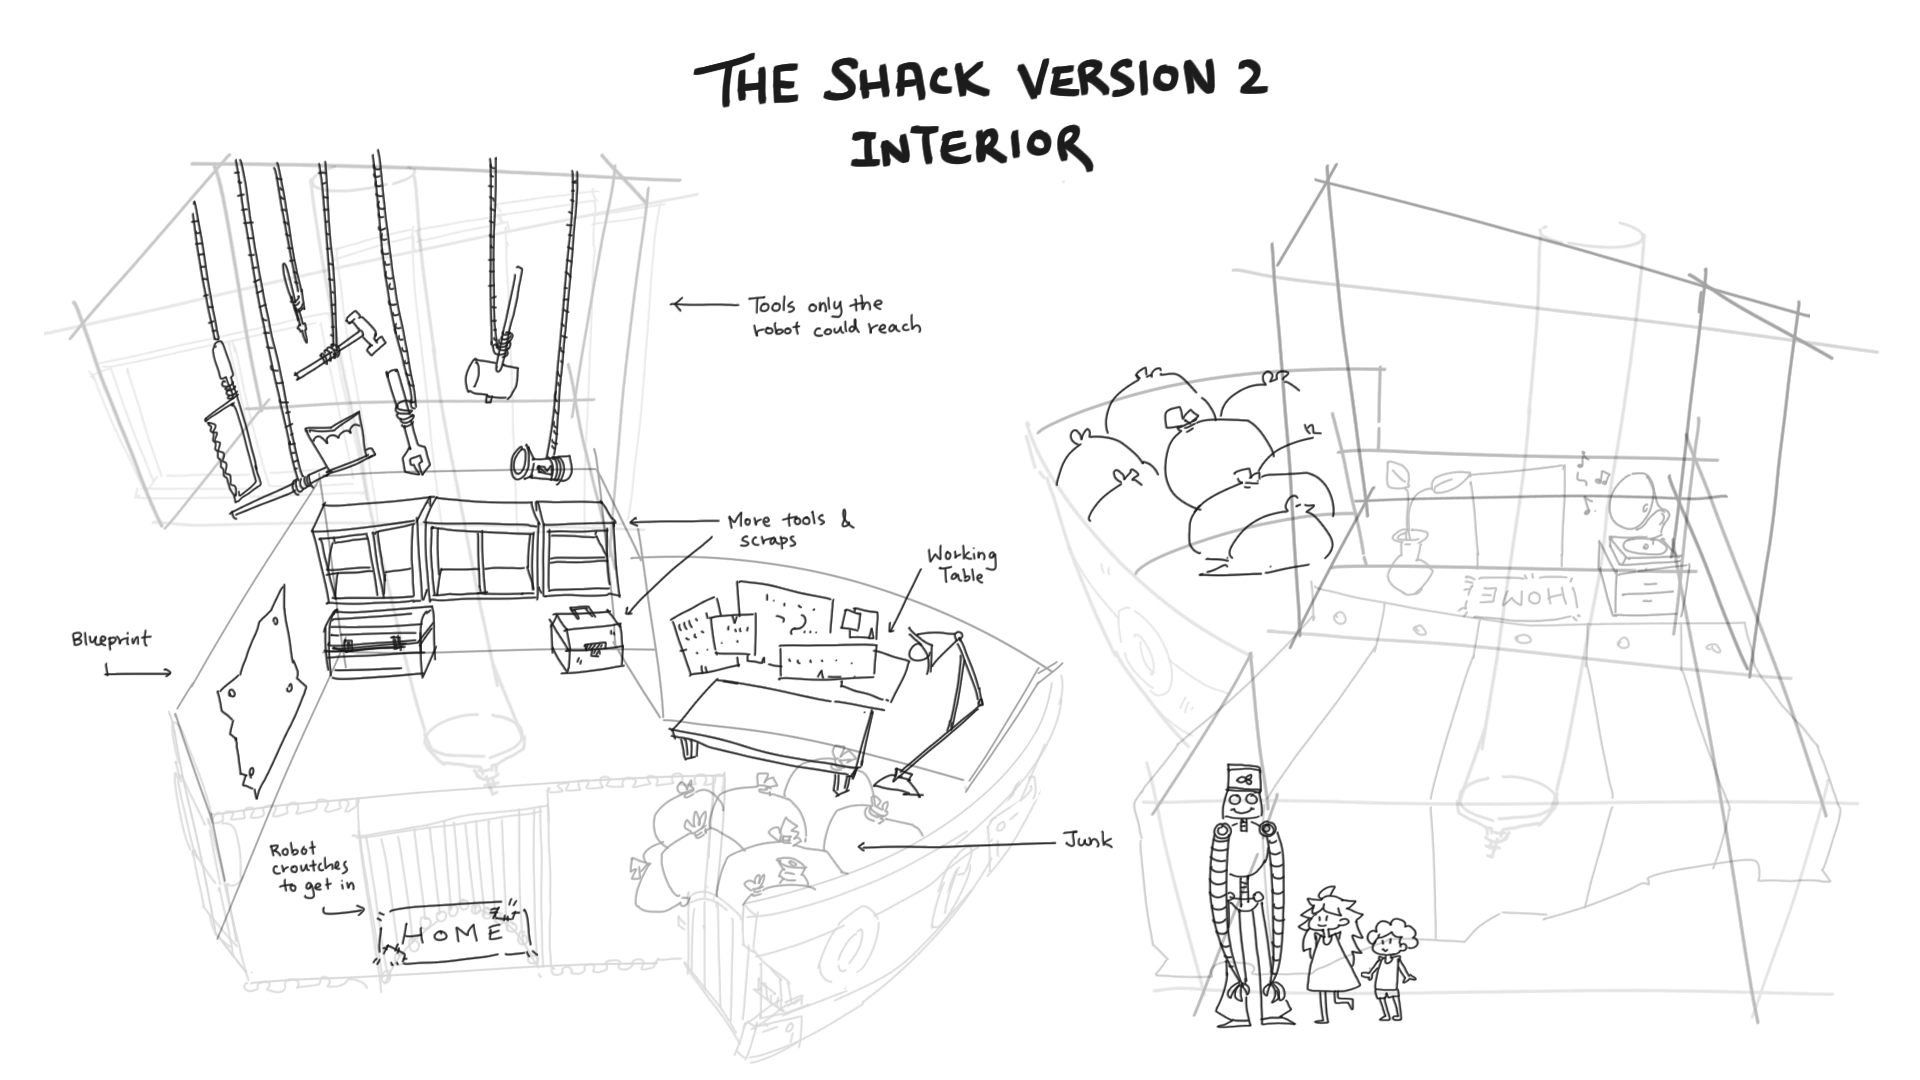 THE SHACK VERSION 2
INTERIOR
Tools only the
robot could reach
More tools &
scraps
Working
Table
Blueprint
Robot
croutches
to get in
HOME
Junk
HOME